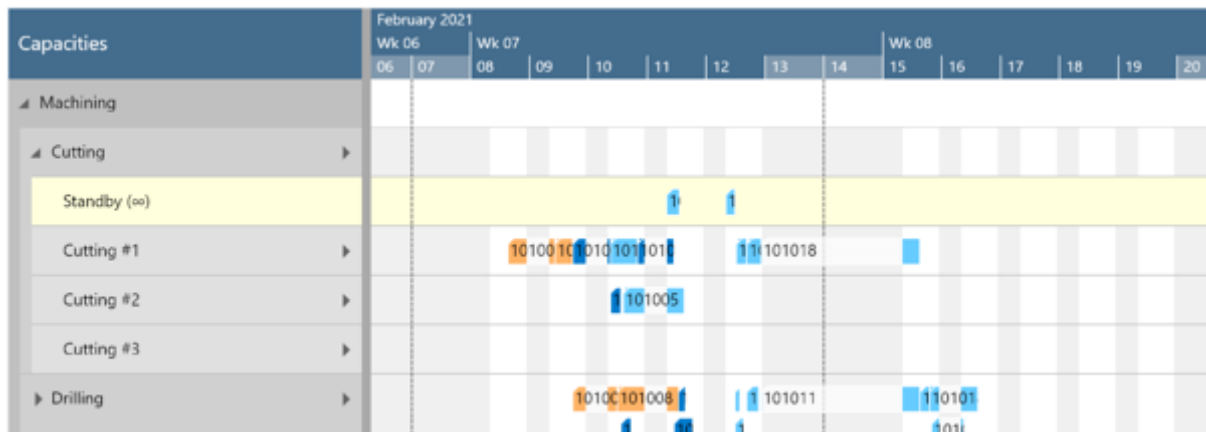 February 2021
Capacities
Wk 06 Wk 07 Wk 08
06 07 08 09 10 11 12 13 14 15 16 17 18 19 20
Machining
Cutting
Standby (∞)
Cutting #1 101018
Cutting #2 101005
Cutting #3
Drilling 101008 101011